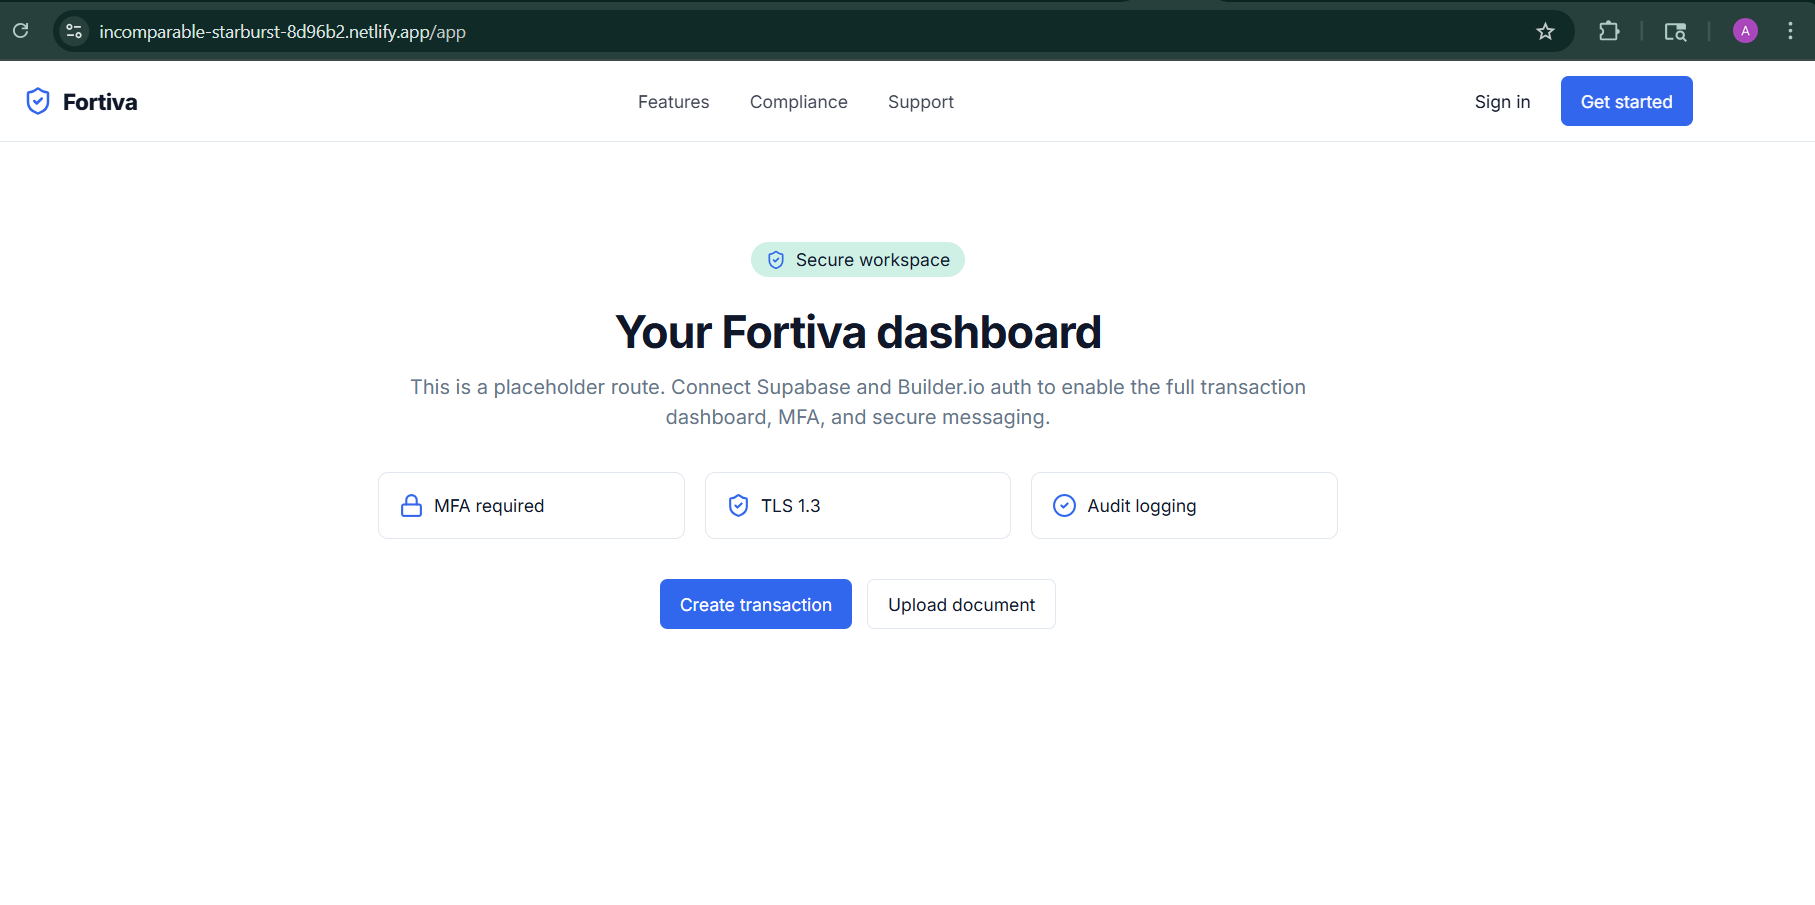 incomparable-starburst-8d96b2.netlify.app/app
A
Fortiva
Features
Compliance
Support
Sign in
Get started
Secure workspace
Your Fortiva dashboard
This is a placeholder route. Connect Supabase and Builder.io auth to enable the full transaction
dashboard, MFA, and secure messaging.
MFA required
TLS 1.3
Audit logging
Create transaction
Upload document